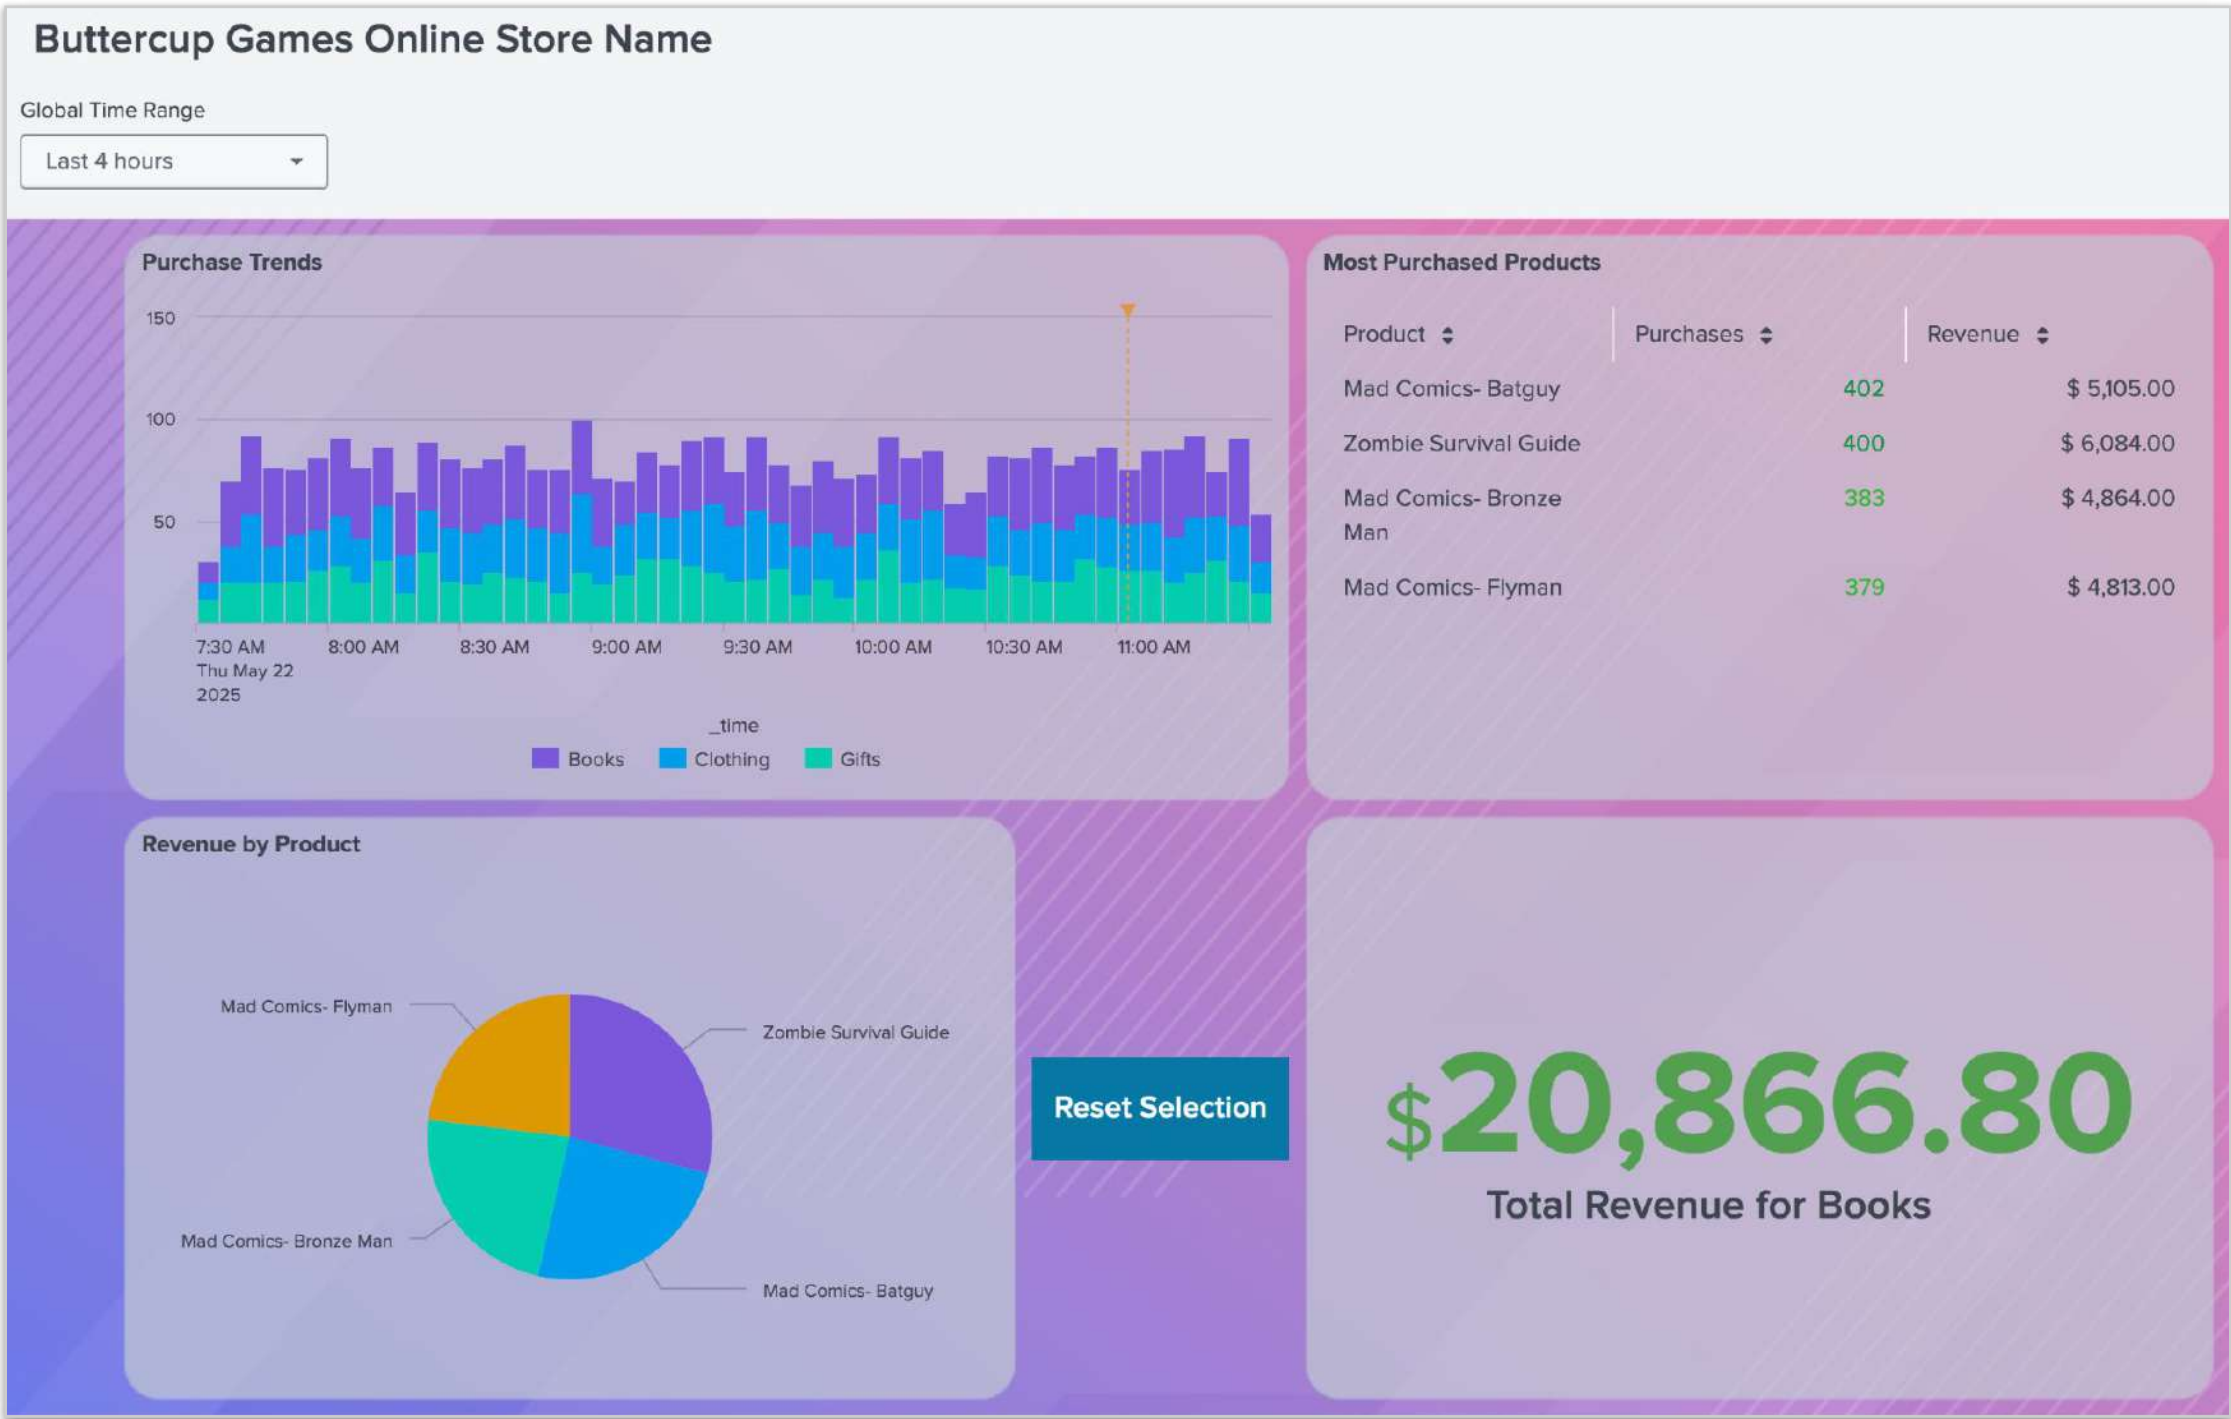 Buttercup Games Online Store Name
Global Time Range
Last 4 hours
Purchase Trends
150
100
50
7:30 AM
Thu May 22
2025
8:00 AM
8:30 AM
9:00 AM
9:30 AM
10:00 AM
10:30 AM
11:00 AM
_time
Books
Clothing
Gifts
Most Purchased Products
Product Purchases Revenue
Mad Comics- Batguy 402 $ 5,105.00
Zombie Survival Guide 400 $ 6,084.00
Mad Comics- Bronze 383 $ 4,864.00
Man
Mad Comics- Flyman 379 $ 4,813.00
Revenue by Product
Mad Comics- Flyman
Zombie Survival Guide
Mad Comics- Bronze Man
Mad Comics- Batguy
Reset Selection
$20,866.80
Total Revenue for Books